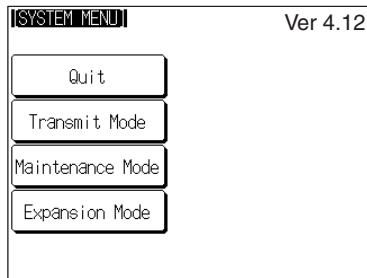 [SYSTEM MENU]
Ver 4.12
Quit
Transmit Mode
Maintenance Mode
Expansion Mode